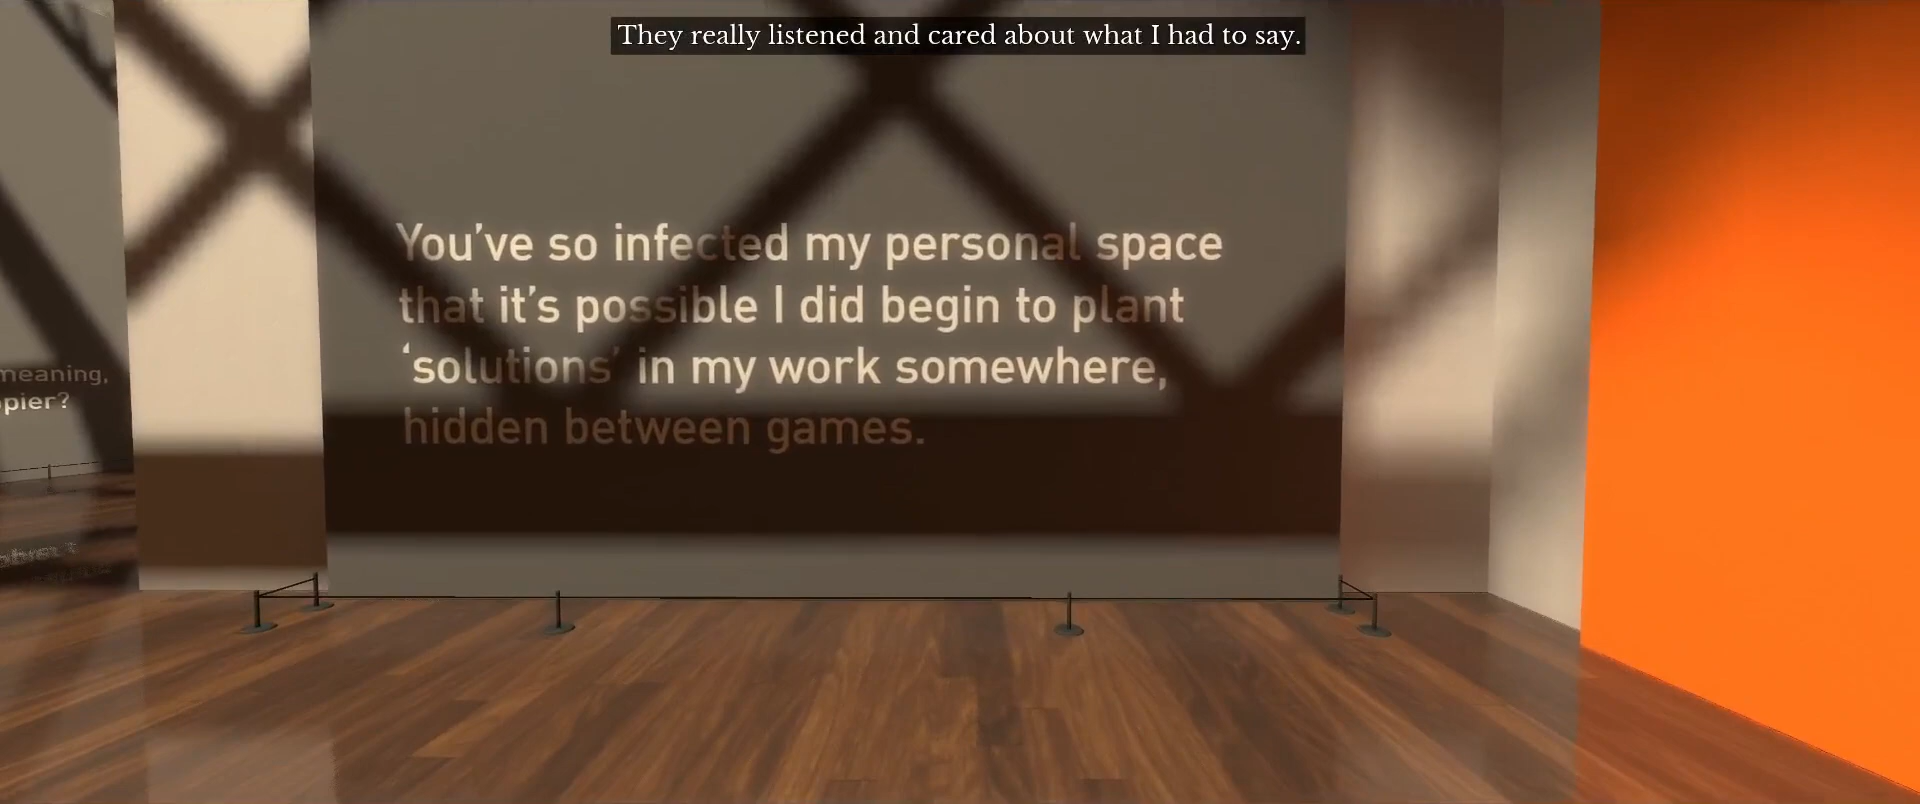 They really listened and cared about what I had to say.
You've so infected my personal space
that it's possible I did begin to plant
'solutions' in my work somewhere,
hidden between games.
meaning,